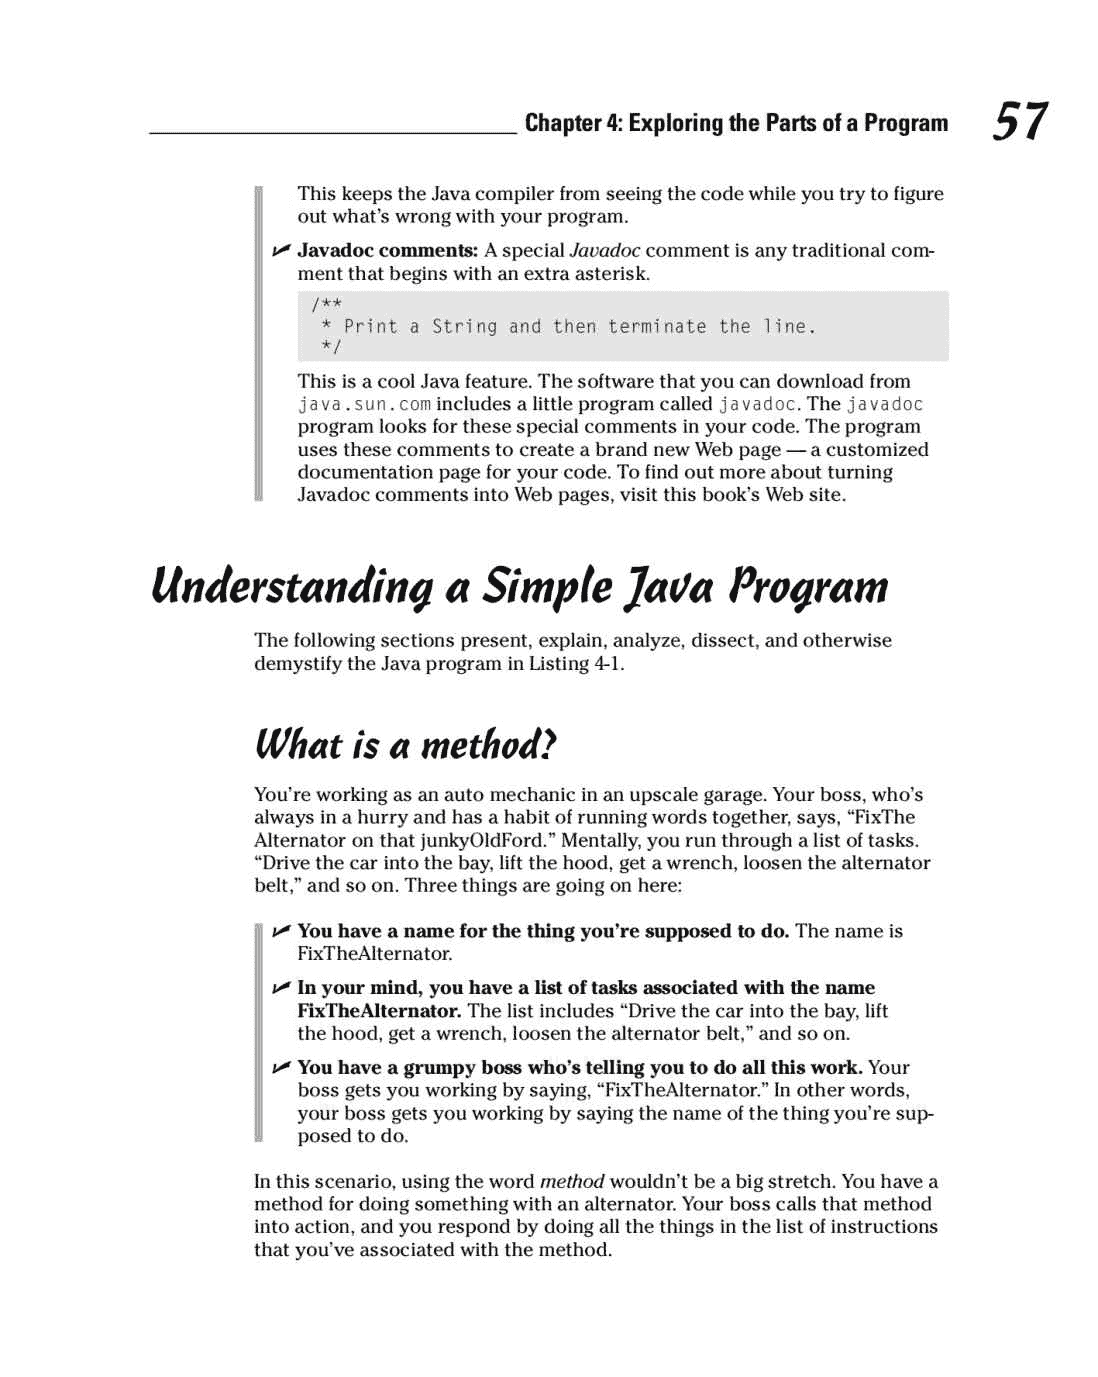 Chapter 4: Exploring the Parts of a Program 57
This keeps the Java compiler from seeing the code while you try to figure
out what's wrong with your program.
✓ Javadoc comments: A special Javadoc comment is any traditional com-
ment that begins with an extra asterisk.
/**
 * Print a String and then terminate the line.
 */
This is a cool Java feature. The software that you can download from
java.sun.com includes a little program called javadoc. The javadoc
program looks for these special comments in your code. The program
uses these comments to create a brand new Web page — a customized
documentation page for your code. To find out more about turning
Javadoc comments into Web pages, visit this book's Web site.
Understanding a Simple Java Program
The following sections present, explain, analyze, dissect, and otherwise
demystify the Java program in Listing 4-1.
What is a method?
You're working as an auto mechanic in an upscale garage. Your boss, who's
always in a hurry and has a habit of running words together, says, “FixThe
Alternator on that junkyOldFord.” Mentally, you run through a list of tasks.
“Drive the car into the bay, lift the hood, get a wrench, loosen the alternator
belt,” and so on. Three things are going on here:
✓ You have a name for the thing you're supposed to do. The name is
FixTheAlternator.
✓ In your mind, you have a list of tasks associated with the name
FixTheAlternator. The list includes “Drive the car into the bay, lift
the hood, get a wrench, loosen the alternator belt,” and so on.
✓ You have a grumpy boss who's telling you to do all this work. Your
boss gets you working by saying, “FixTheAlternator.” In other words,
your boss gets you working by saying the name of the thing you're sup-
posed to do.
In this scenario, using the word method wouldn't be a big stretch. You have a
method for doing something with an alternator. Your boss calls that method
into action, and you respond by doing all the things in the list of instructions
that you've associated with the method.